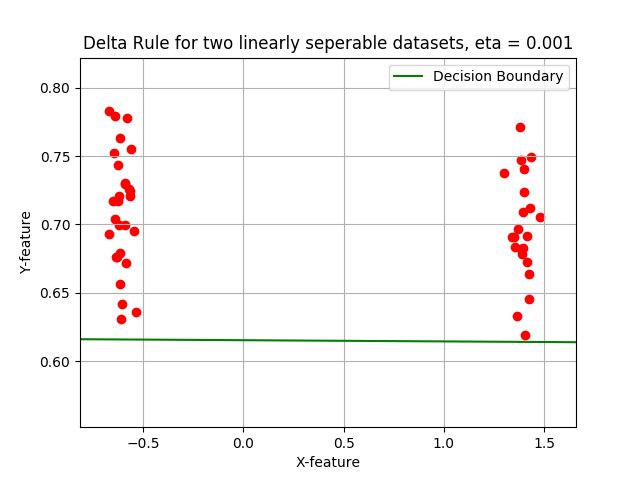 Delta Rule for two linearly seperable datasets, eta = 0.001
Decision Boundary
0.80
0.75
0.70
0.65
0.60
Y-feature
−0.5 0.0 0.5 1.0 1.5
X-feature